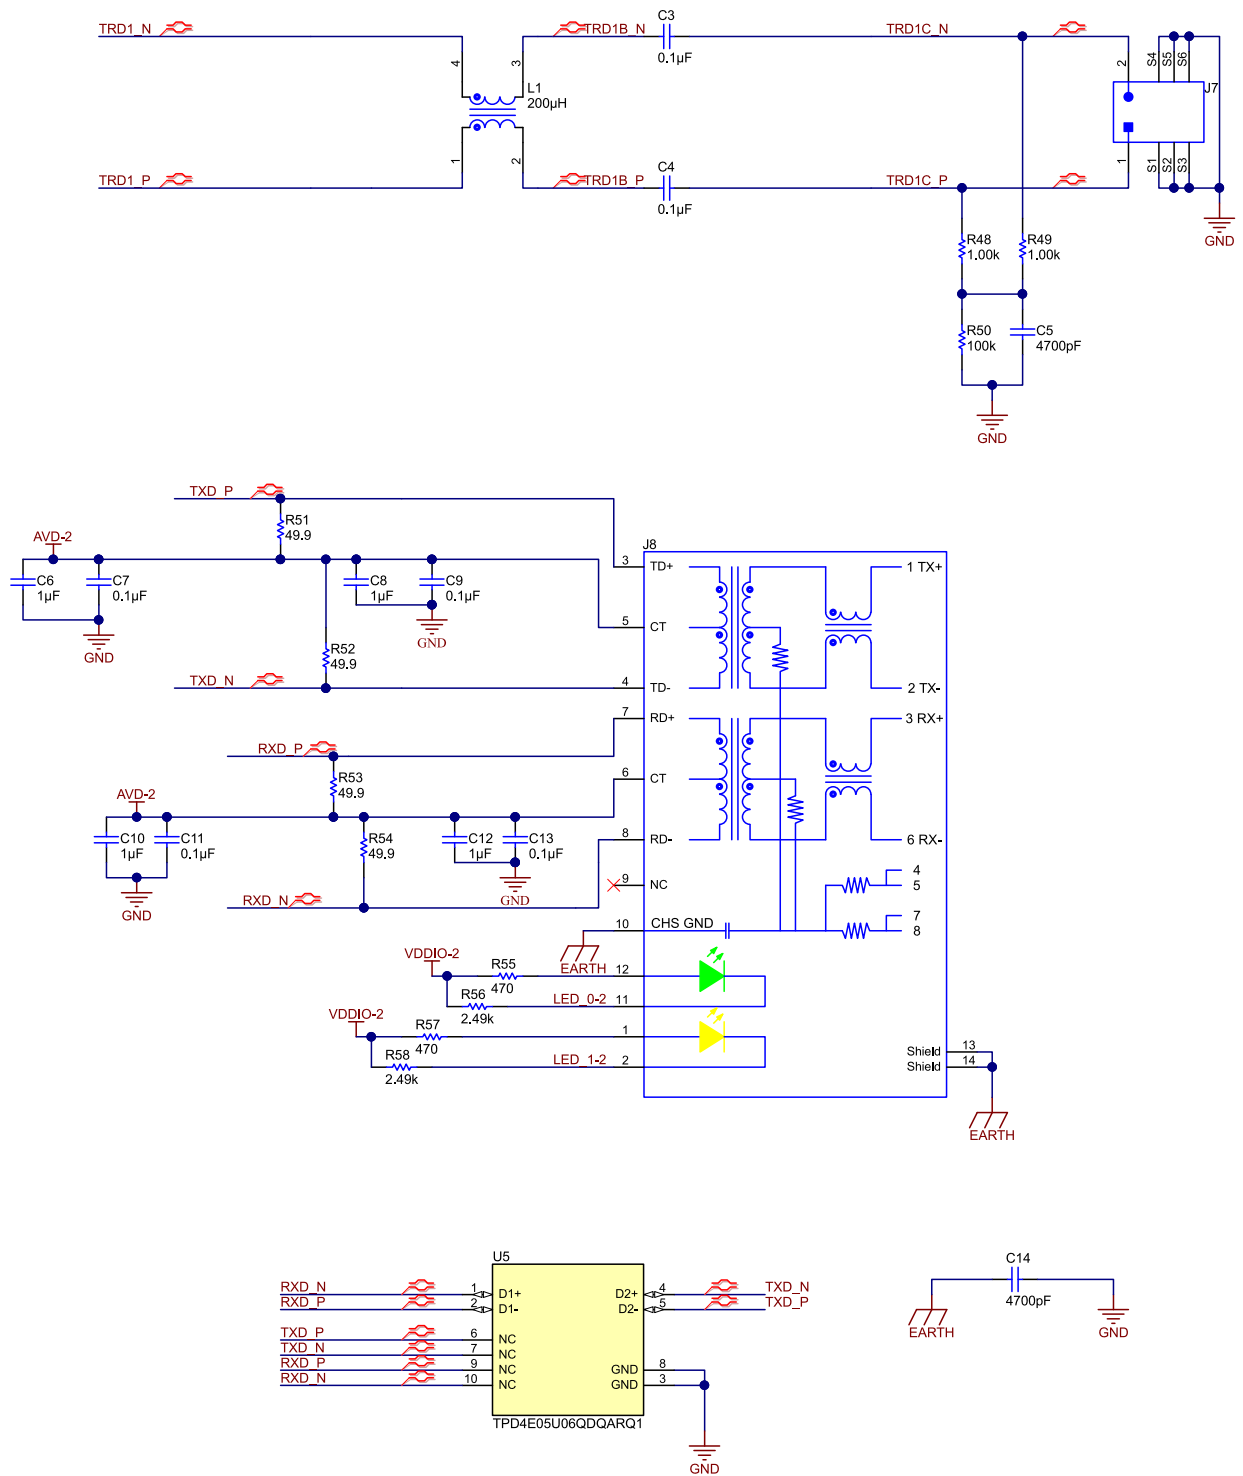 TRD1_N
TRD1B_N
C3
0.1µF
TRD1C_N
4
3
L1
200µH
1
2
TRD1_P
TRD1B_P
C4
0.1µF
TRD1C_P
2
S4
S5
S6
J7
1
S1
S2
S3
GND
R48
1.00k
R49
1.00k
R50
100k
C5
4700pF
GND
TXD_P
R51
49.9
AVD-2
C6
1µF
C7
0.1µF
GND
C8
1µF
C9
0.1µF
GND
R52
49.9
TXD_N
RXD_P
R53
49.9
AVD-2
C10
1µF
C11
0.1µF
GND
R54
49.9
C12
1µF
C13
0.1µF
GND
RXD_N
J8
3 TD+
5 CT
4 TD-
7 RD+
6 CT
8 RD-
9 NC
10 CHS GND
12
11
1
2
1 TX+
2 TX-
3 RX+
6 RX-
4
5
7
8
EARTH
VDDIO-2
R55
470
R56
2.49k
LED_0-2
VDDIO-2
R57
470
R58
2.49k
LED_1-2
Shield 13
Shield 14
EARTH
U5
RXD_N 1 D1+
RXD_P 2 D1-
TXD_P 6 NC
TXD_N 7 NC
RXD_P 9 NC
RXD_N 10 NC
D2+ 4 TXD_N
D2- 5 TXD_P
GND 8
GND 3
TPD4E05U06QDQARQ1
GND
C14
4700pF
EARTH
GND